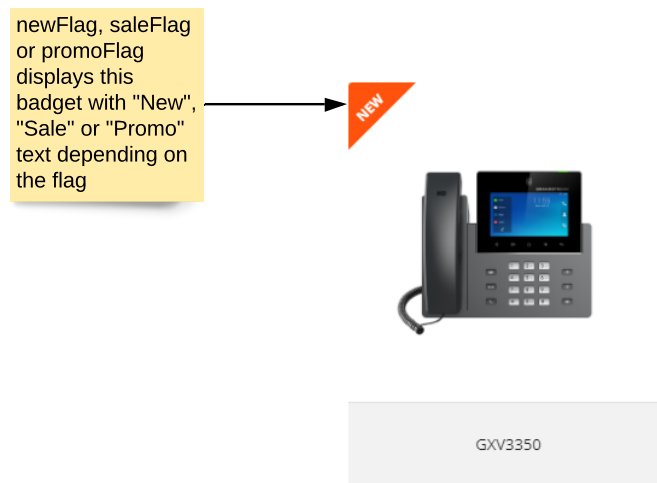 newFlag, saleFlag
or promoFlag
displays this
badget with "New",
"Sale" or "Promo"
text depending on
the flag
NEW
GXV3350